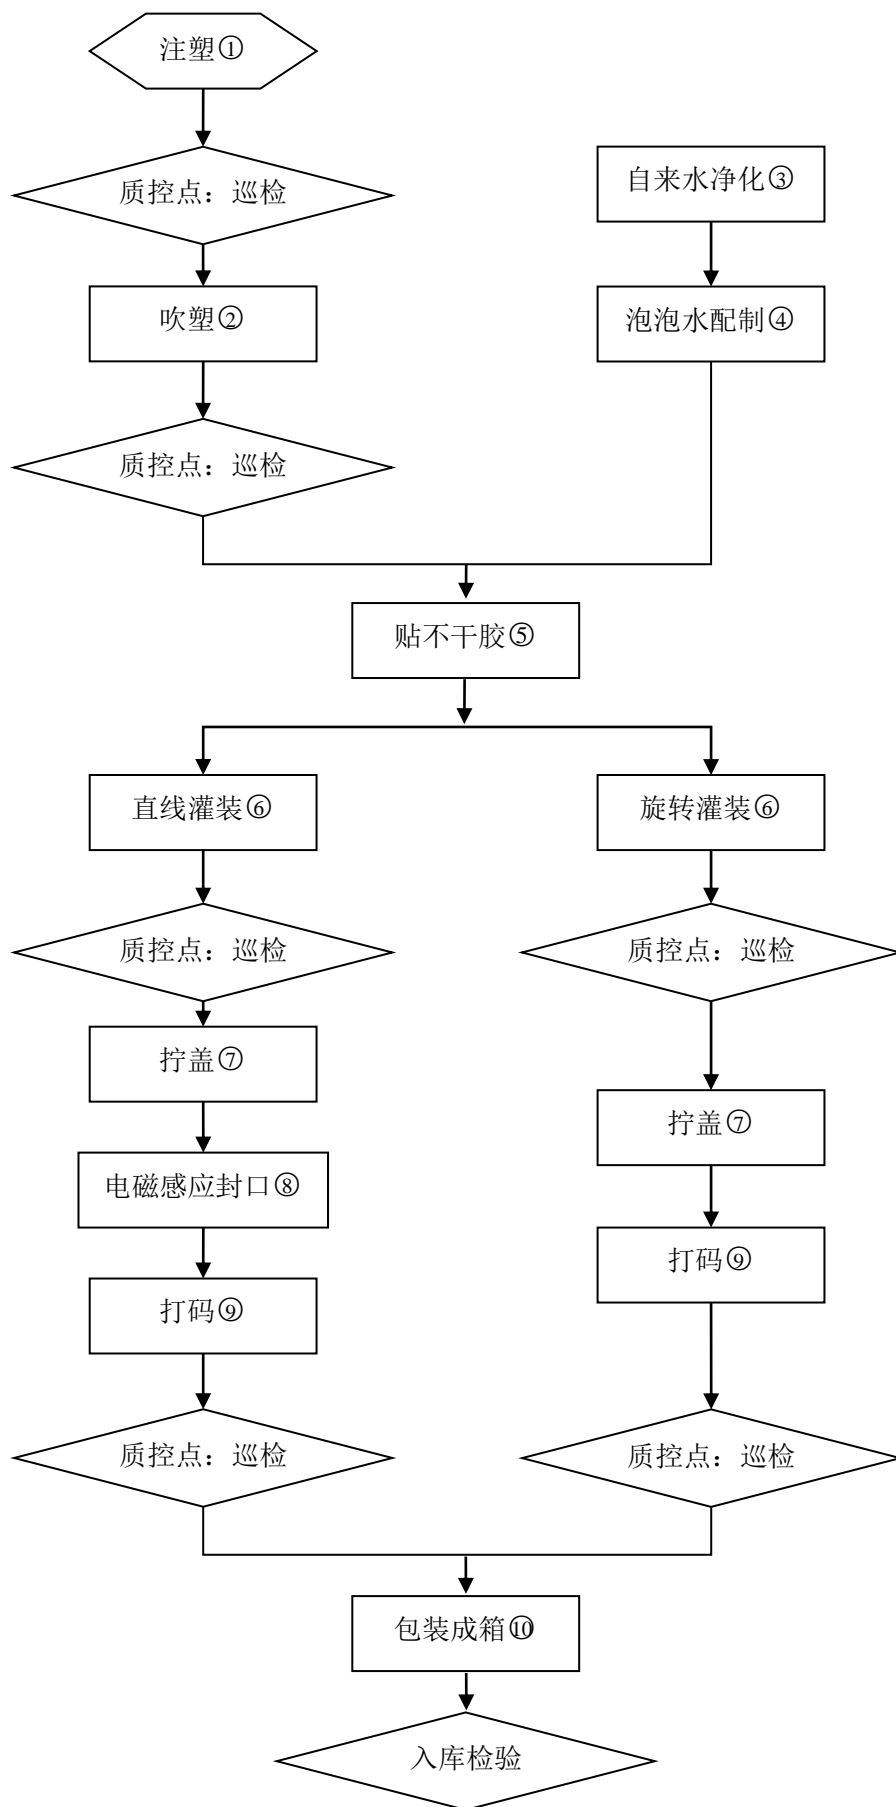 注塑①
质控点：巡检
自来水净化③
吹塑②
泡泡水配制④
质控点：巡检
贴不干胶⑤
直线灌装⑥
旋转灌装⑥
质控点：巡检
质控点：巡检
拧盖⑦
拧盖⑦
电磁感应封口⑧
打码⑨
打码⑨
质控点：巡检
质控点：巡检
包装成箱⑩
入库检验